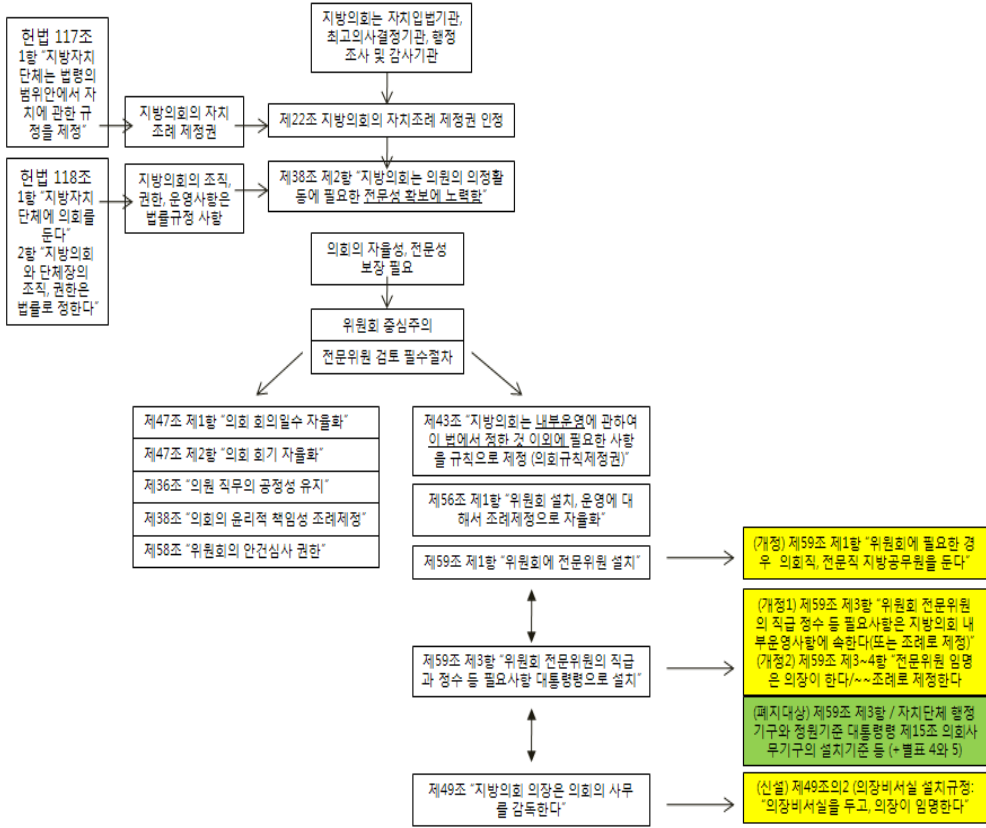 헌법 117조
1항 “지방자치
단체는 법령의
범위안에서 자
치에 관한 규
정을 제정”
지방의회의 자치
조례 제정권
지방의회는 자치입법기관,
최고의사결정기관, 행정
조사 및 감사기관
제22조 지방의회의 자치조례 제정권 인정
헌법 118조
1항 “지방자치
단체에 의회를
둔다”
2항 “지방의회
와 단체장의
조직, 권한은
법률로 정한다”
지방의회의 조직,
권한, 운영사항은
법률규정 사항
제38조 제2항 “지방의회는 의원의 의정활
동에 필요한 전문성 확보에 노력함”
의회의 자율성, 전문성
보장 필요
위원회 중심주의
전문위원 검토 필수절차
제47조 제1항 “의회 회의일수 자율화”
제47조 제2항 “의회 회기 자율화”
제36조 “의원 직무의 공정성 유지”
제38조 “의회의 윤리적 책임성 조례제정”
제58조 “위원회의 안건심사 권한”
제43조 “지방의회는 내부운영에 관하여
이 법에서 정한 것 이외에 필요한 사항
을 규칙으로 제정 (의회규칙제정권)”
제56조 제1항 “위원회 설치, 운영에 대
해서 조례제정으로 자율화”
제59조 제1항 “위원회에 전문위원 설치”
(개정) 제59조 제1항 “위원회에 필요한 경
우 의회직, 전문직 지방공무원을 둔다”
제59조 제3항 “위원회 전문위원의 직급
과 정수 등 필요사항 대통령령으로 설치”
(개정1) 제59조 제3항 “위원회 전문위원
의 직급 정수 등 필요사항은 지방의회 내
부운영사항에 속한다(또는 조례로 제정)”
(개정2) 제59조 제3~4항 “전문위원 임명
은 의장이 한다/~~조례로 제정한다
(폐지대상) 제59조 제3항 / 자치단체 행정
기구와 정원기준 대통령령 제15조 의회사
무기구의 설치기준 등 (+별표 4와 5)
제49조 “지방의회 의장은 의회의 사무
를 감독한다”
(신설) 제49조의2 (의장비서실 설치규정:
“의장비서실을 두고, 의장이 임명한다”